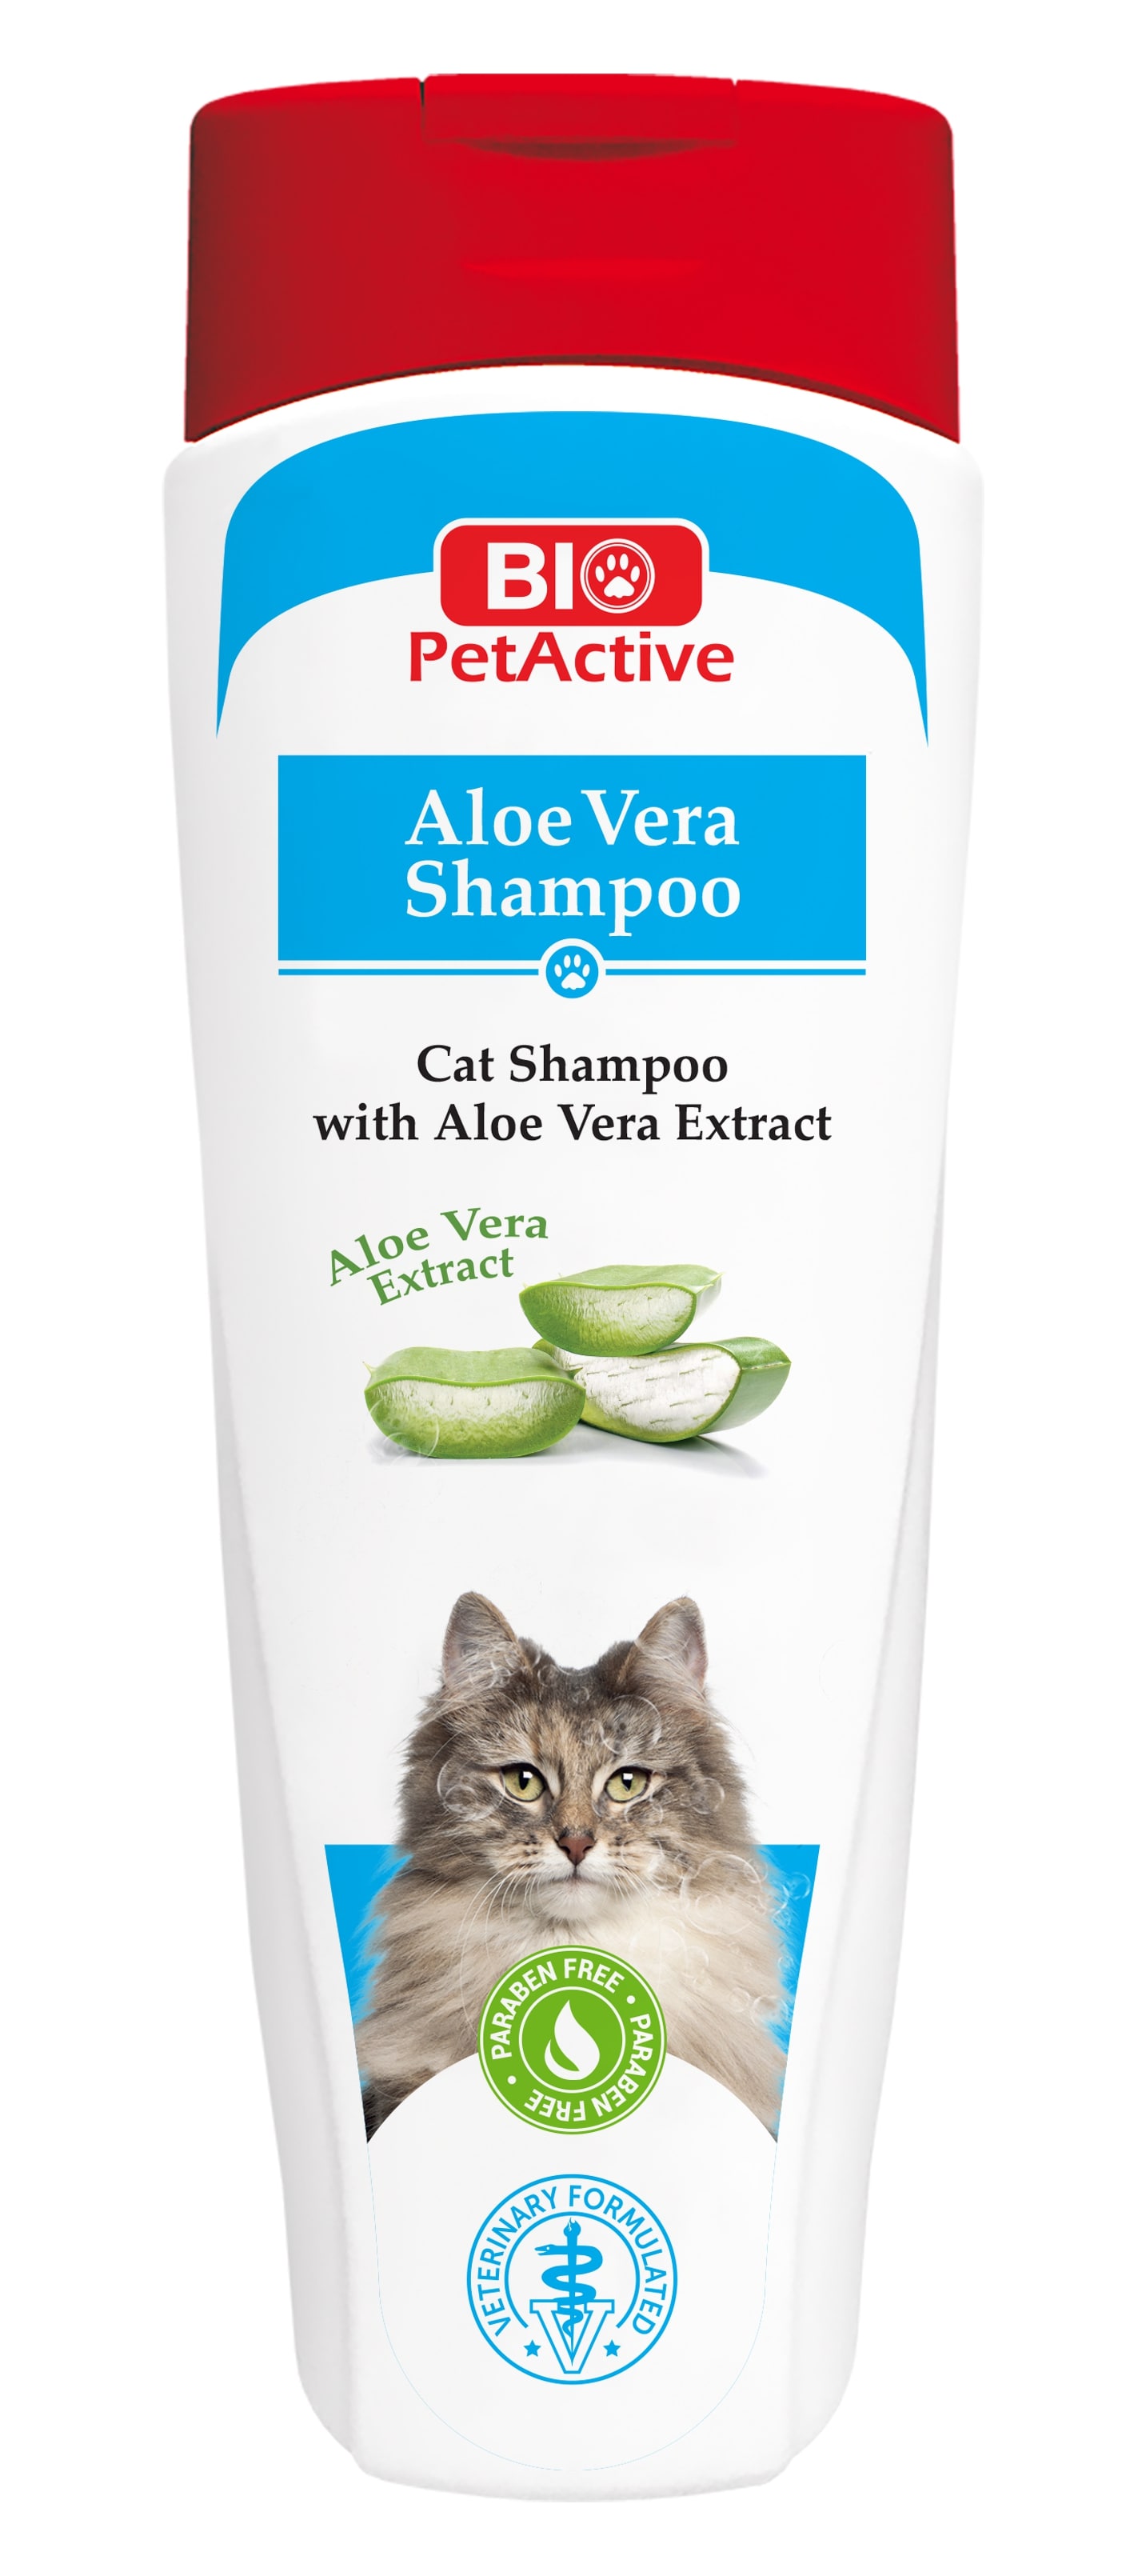 BIO
PetActive
Aloe Vera
Shampoo
Cat Shampoo
with Aloe Vera Extract
Aloe Vera
Extract
PARABEN FREE • PARABEN FREE •
VETERINARY FORMULATED
V